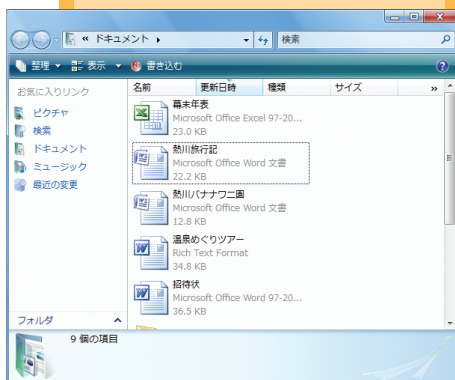 « ドキュメント
検索
整理 表示 書き込む
お気に入りリンク
ピクチャ
検索
ドキュメント
ミュージック
最近の変更
フォルダ
名前 更新日時 種類 サイズ »
幕末年表
Microsoft Office Excel 97-20...
23.0 KB
熱川旅行記
Microsoft Office Word 文書
22.2 KB
熱川バナナワニ園
Microsoft Office Word 文書
12.8 KB
温泉めぐりツアー
Rich Text Format
34.8 KB
招待状
Microsoft Office Word 97-20...
36.5 KB
9 個の項目